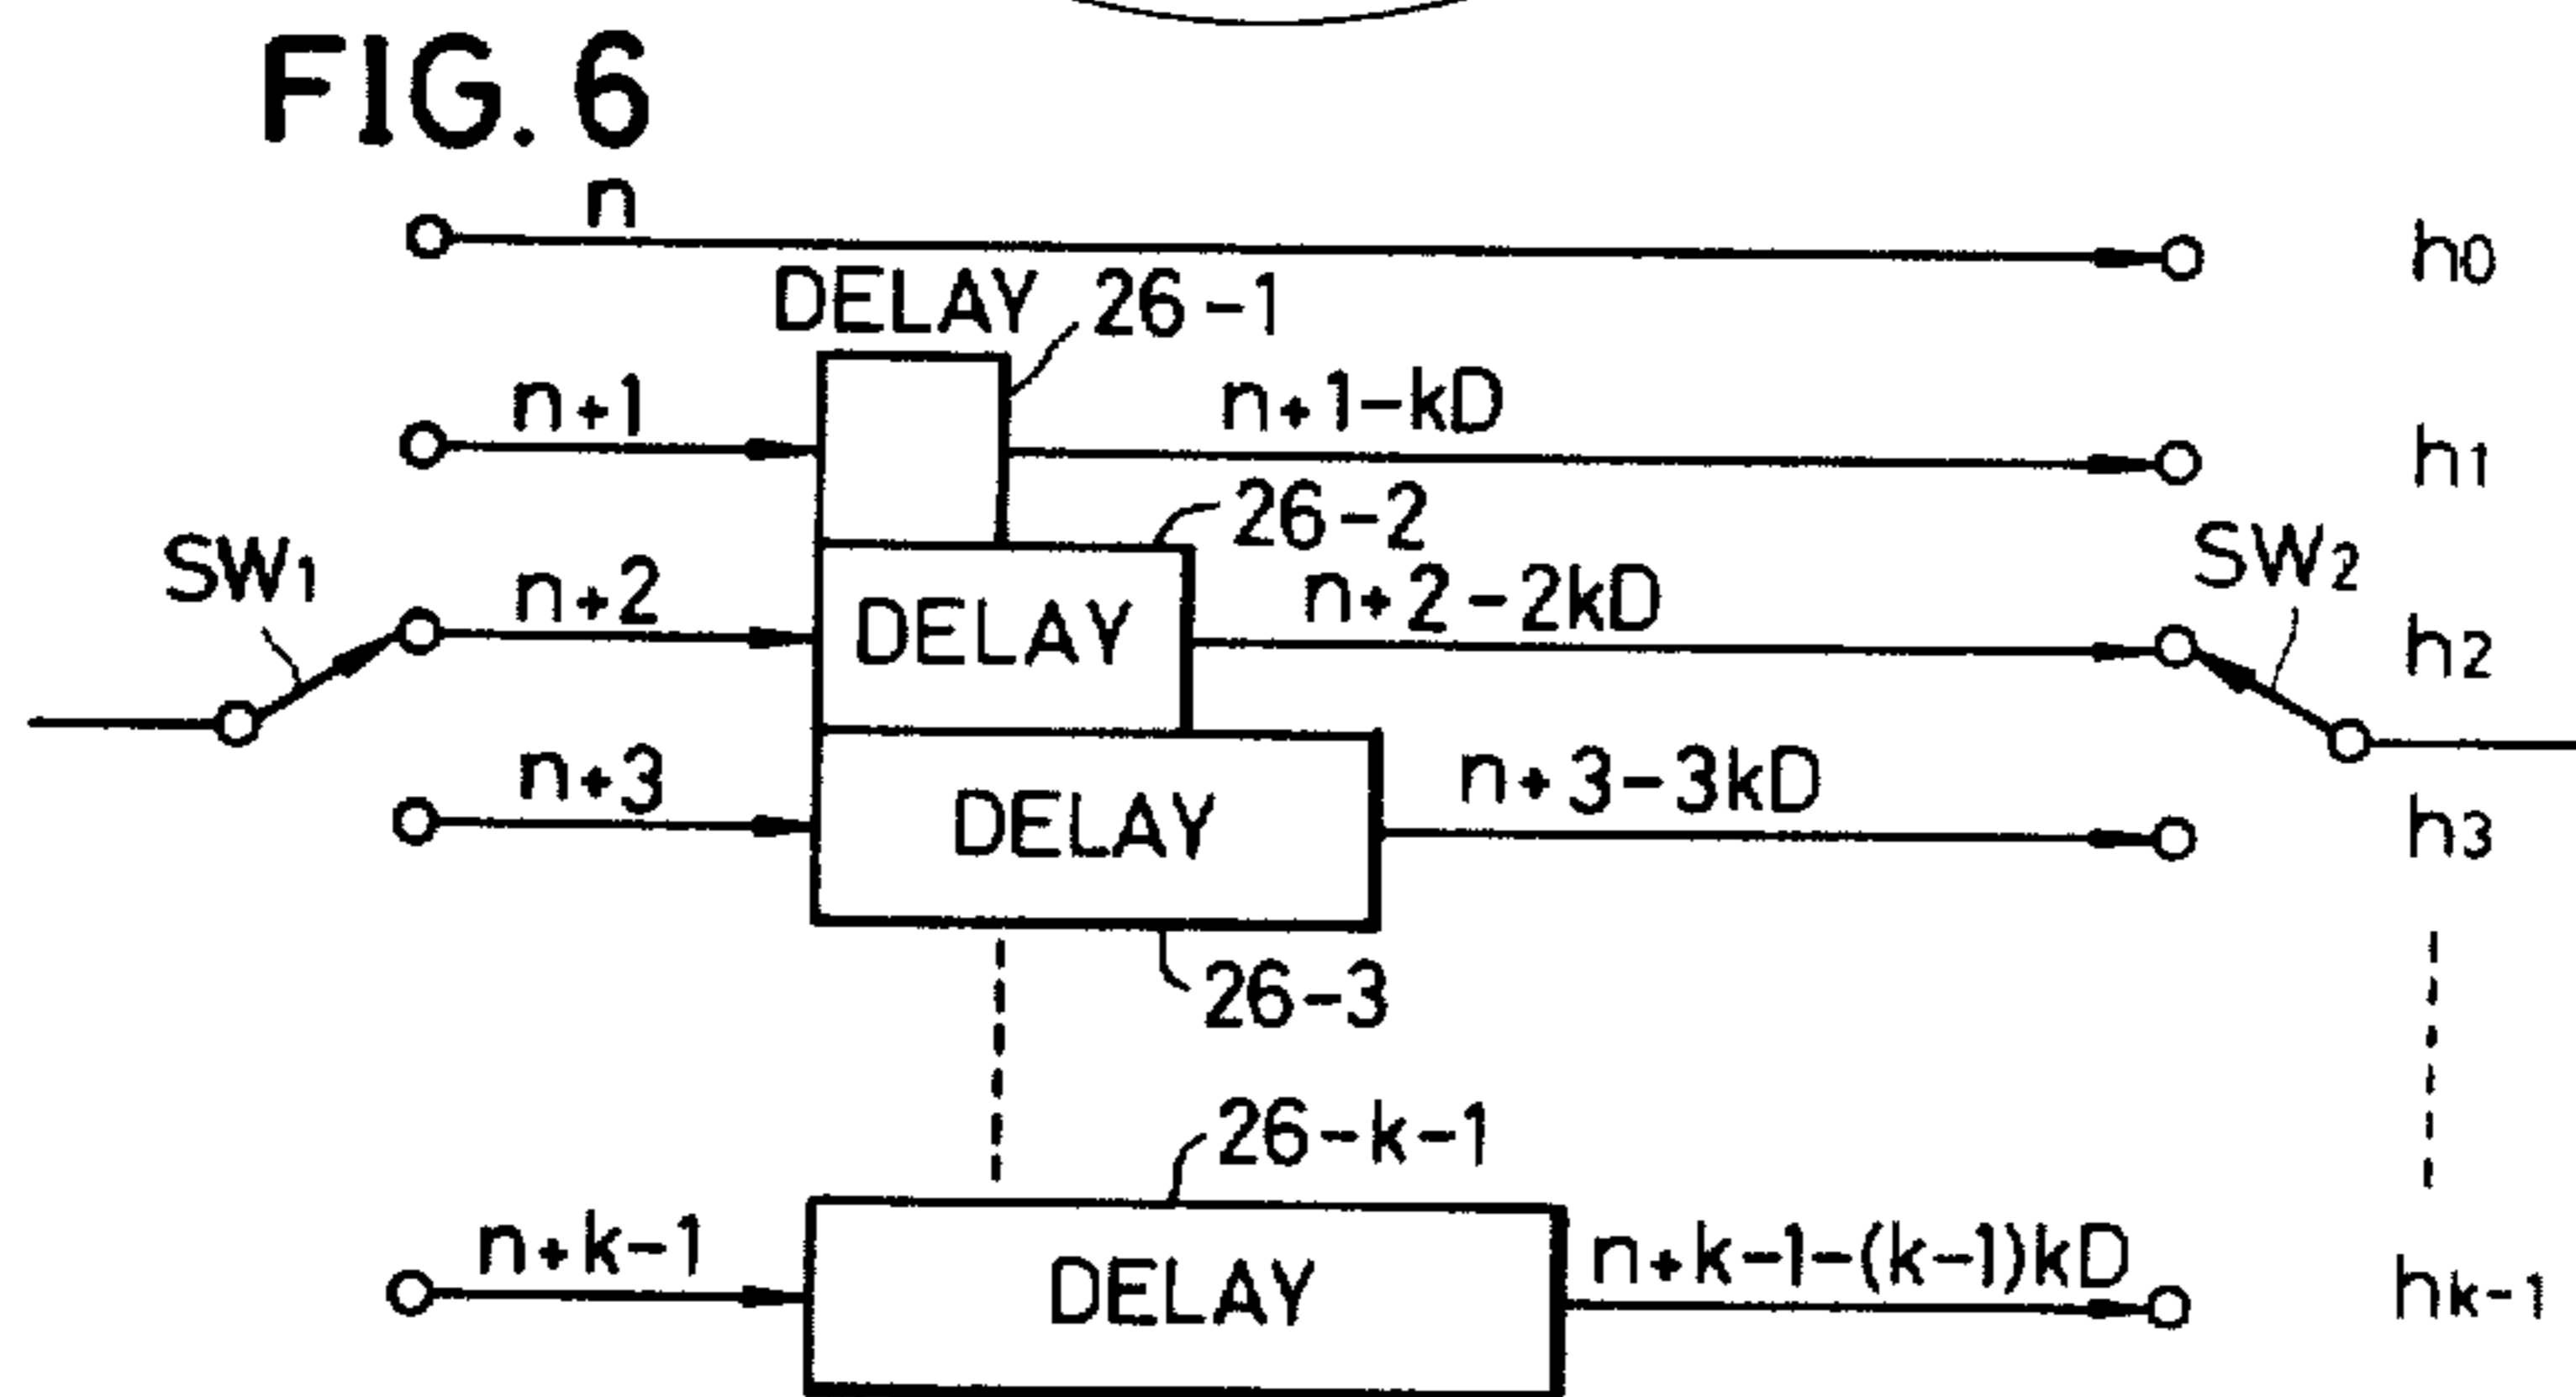 FIG. 6
n
h0
DELAY 26-1
n+1 n+1-kD h1
26-2
SW1 n+2 DELAY n+2-2kD SW2 h2
n+3 DELAY n+3-3kD h3
26-3
26-k-1
n+k-1 DELAY n+k-1-(k-1)kD hk-1